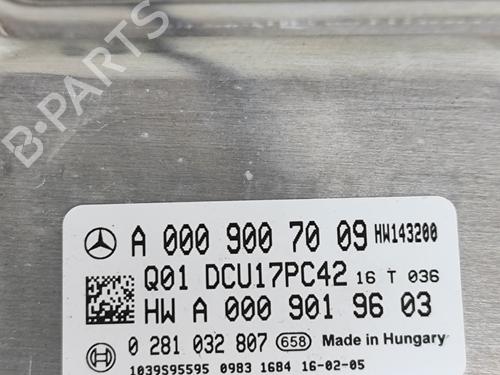 B-PARTS
A 000 900 70 09 HW143200
Q01 DCU17PC42 16 T 036
HW A 000 901 96 03
0 281 032 807 658 Made in Hungary
1039S95595 0983 1684 16-02-05